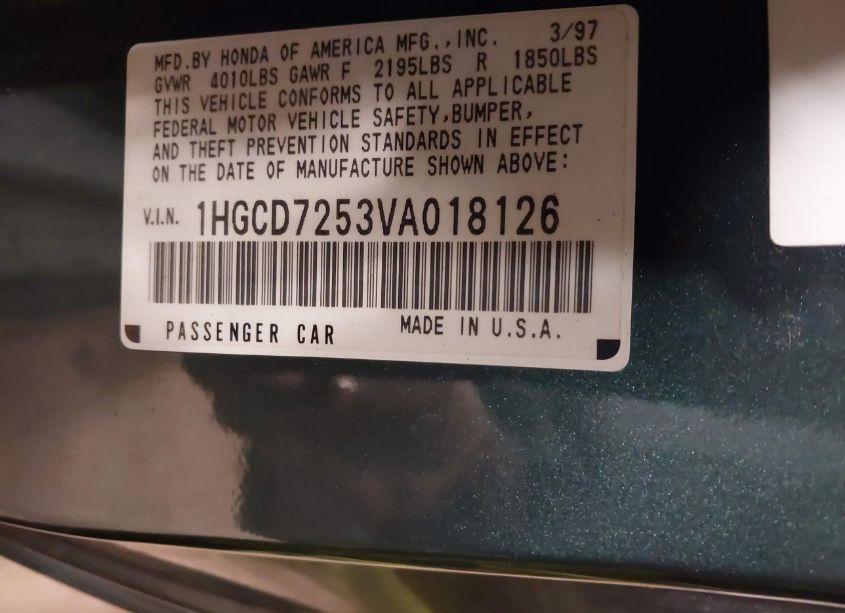 MFD.BY HONDA OF AMERICA MFG.,INC. 3/97
GVWR 4010LBS GAWR F 2195LBS R 1850LBS
THIS VEHICLE CONFORMS TO ALL APPLICABLE
FEDERAL MOTOR VEHICLE SAFETY,BUMPER,
AND THEFT PREVENTION STANDARDS IN EFFECT
ON THE DATE OF MANUFACTURE SHOWN ABOVE:
V.I.N. 1HGCD7253VA018126
PASSENGER CAR MADE IN U.S.A.